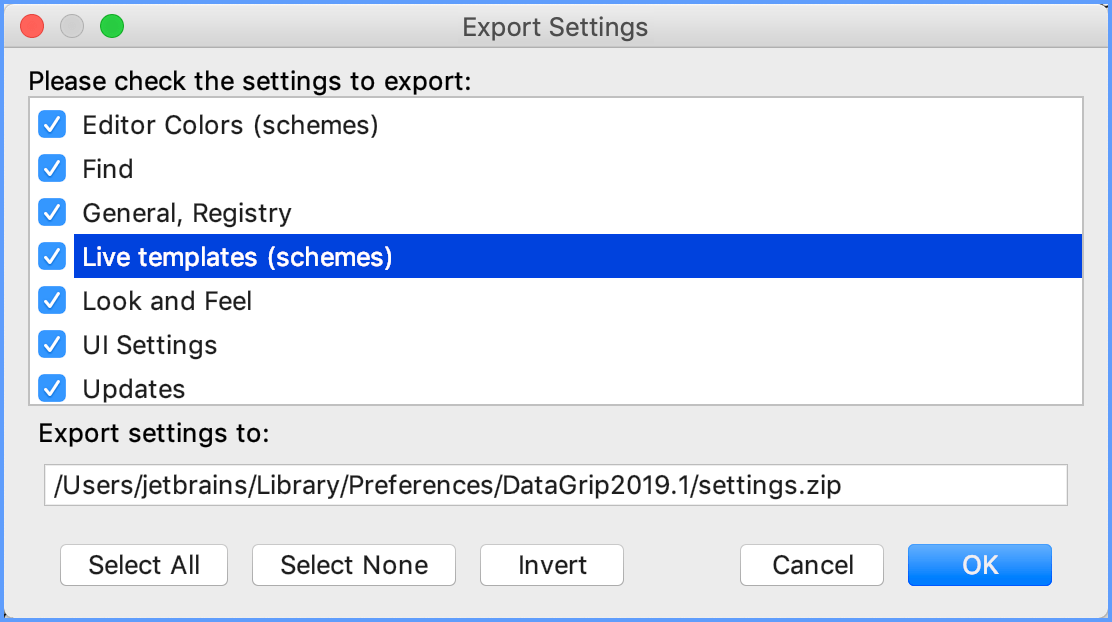 Export Settings
Please check the settings to export:
Editor Colors (schemes)
Find
General, Registry
Live templates (schemes)
Look and Feel
UI Settings
Updates
Export settings to:
/Users/jetbrains/Library/Preferences/DataGrip2019.1/settings.zip
Select All Select None Invert Cancel OK